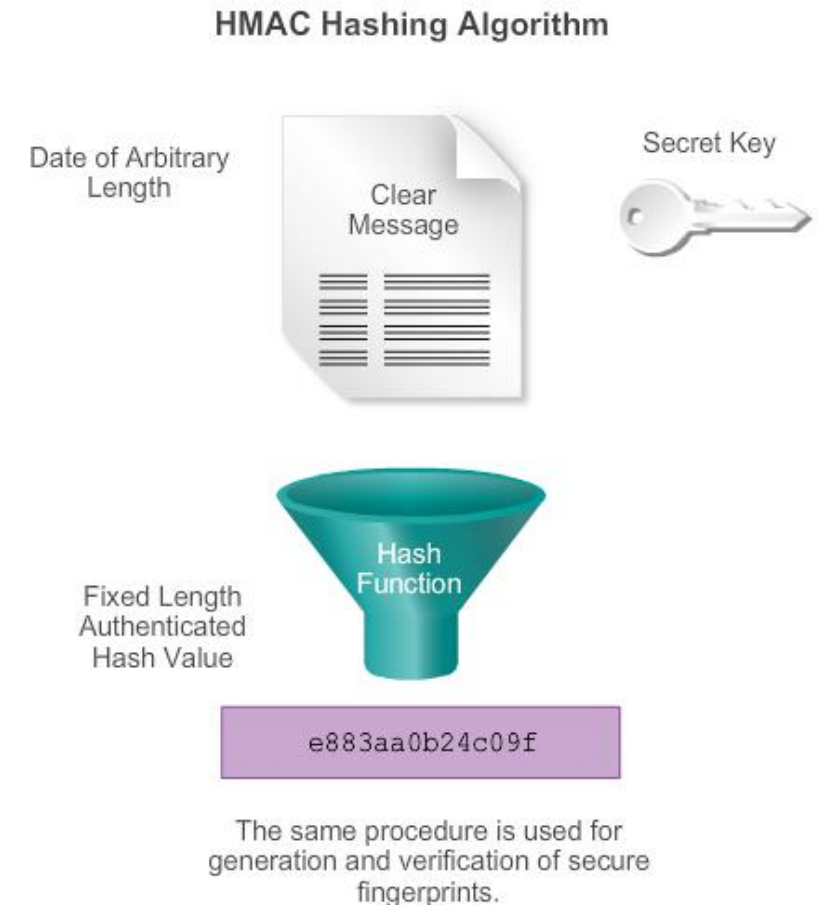 HMAC Hashing Algorithm
Date of Arbitrary
Length
Clear
Message
Secret Key
Hash
Function
Fixed Length
Authenticated
Hash Value
e883aa0b24c09f
The same procedure is used for
generation and verification of secure
fingerprints.